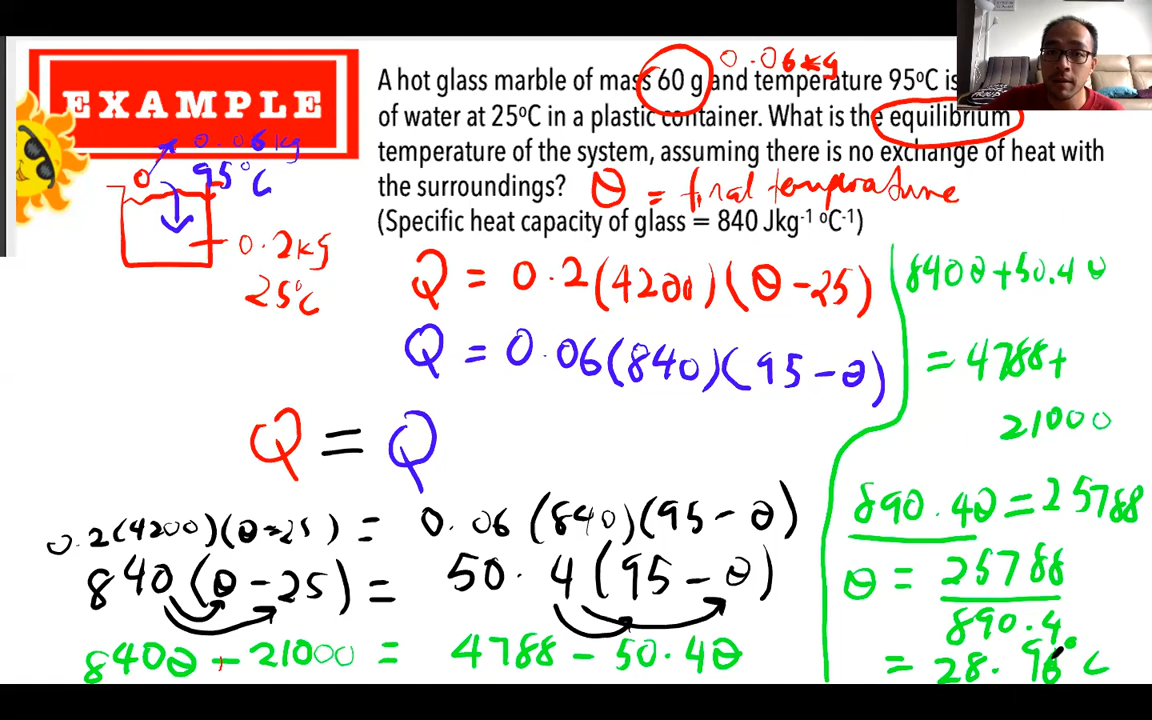 EXAMPLE
A hot glass marble of mass 60 g and temperature 95°C is
0.06kg
of water at 25°C in a plastic container. What is the equilibrium
temperature of the system, assuming there is no exchange of heat with
the surroundings?
θ = final temperature
(Specific heat capacity of glass = 840 Jkg⁻¹ °C⁻¹)
0.06kg
95°C
0.2kg
25°C
Q = 0.2(4200)(θ-25)
Q = 0.06(840)(95-θ)
Q = Q
0.2(4200)(θ-25) = 0.06(840)(95-θ)
840(θ-25) = 50.4(95-θ)
840θ-21000 = 4788-50.4θ
840θ+50.4θ
= 4788+
21000
890.4θ=25788
θ = 25788
890.4
= 28.96°C